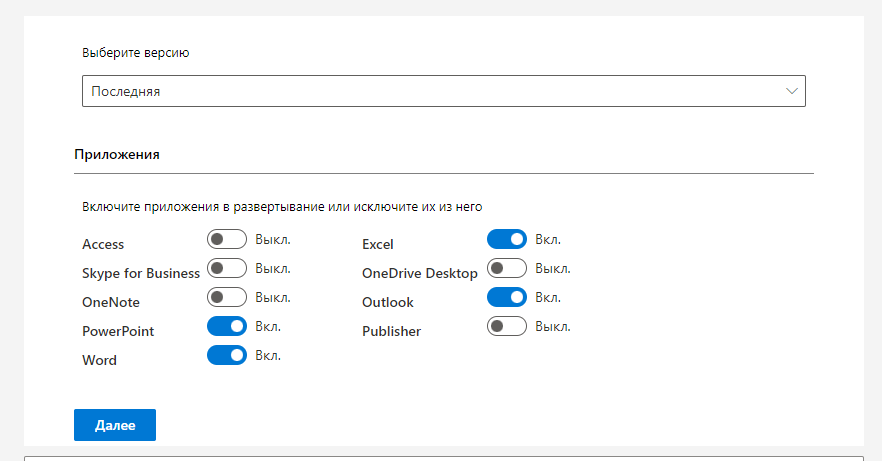 Выберите версию
Последняя
Приложения
Включите приложения в развертывание или исключите их из него
Access Выкл. Excel Вкл.
Skype for Business Выкл. OneDrive Desktop Выкл.
OneNote Выкл. Outlook Вкл.
PowerPoint Вкл. Publisher Выкл.
Word Вкл.
Далее